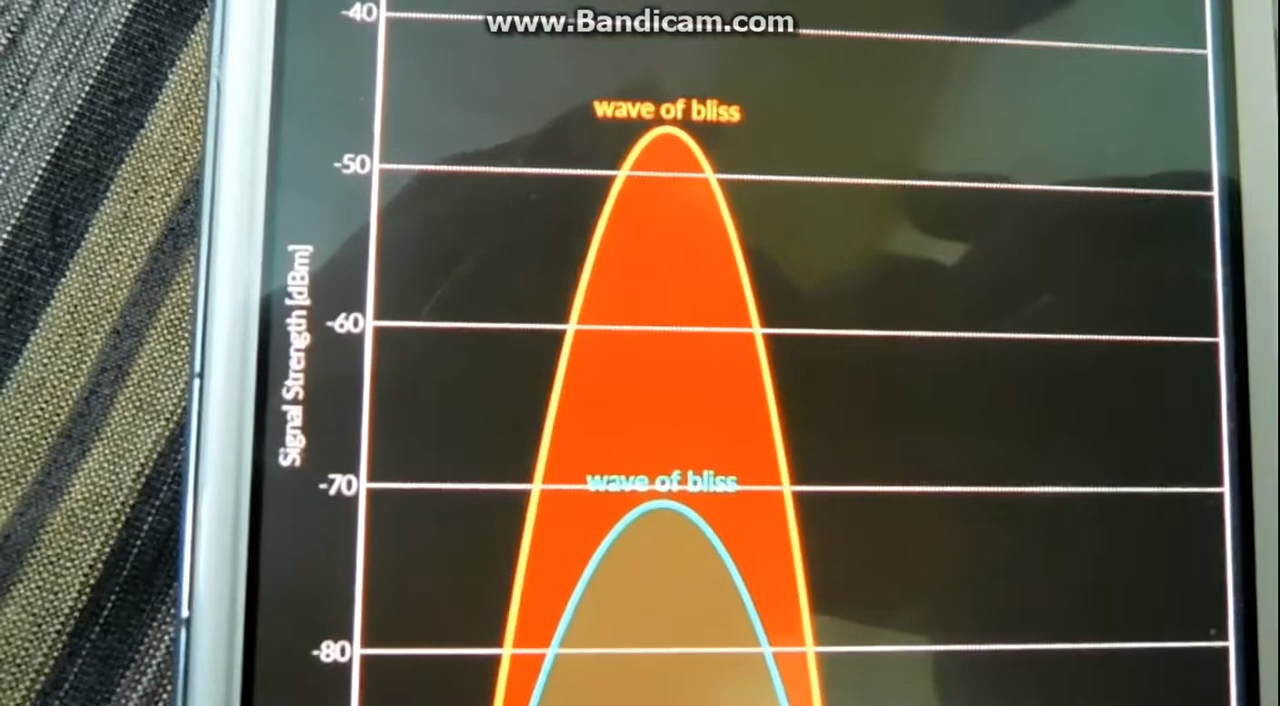 www.Bandicam.com
-40
wave of bliss
-50
Signal Strength [dBm]
-60
-70
wave of bliss
-80